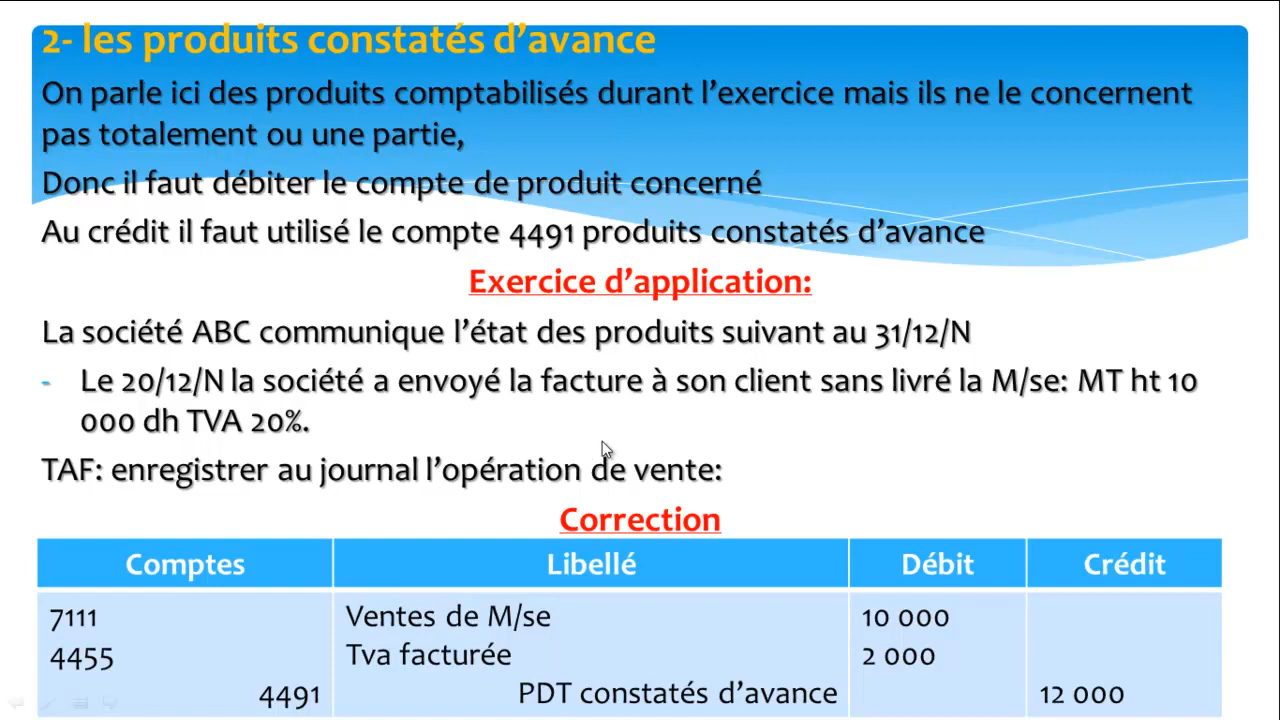 2- les produits constatés d’avance
On parle ici des produits comptabilisés durant l’exercice mais ils ne le concernent
pas totalement ou une partie,
Donc il faut débiter le compte de produit concerné
Au crédit il faut utilisé le compte 4491 produits constatés d’avance
Exercice d’application:
La société ABC communique l’état des produits suivant au 31/12/N
- Le 20/12/N la société a envoyé la facture à son client sans livré la M/se: MT ht 10
000 dh TVA 20%.
TAF: enregistrer au journal l’opération de vente:
Correction
Comptes Libellé Débit Crédit
7111 Ventes de M/se 10 000
4455 Tva facturée 2 000
4491 PDT constatés d’avance 12 000